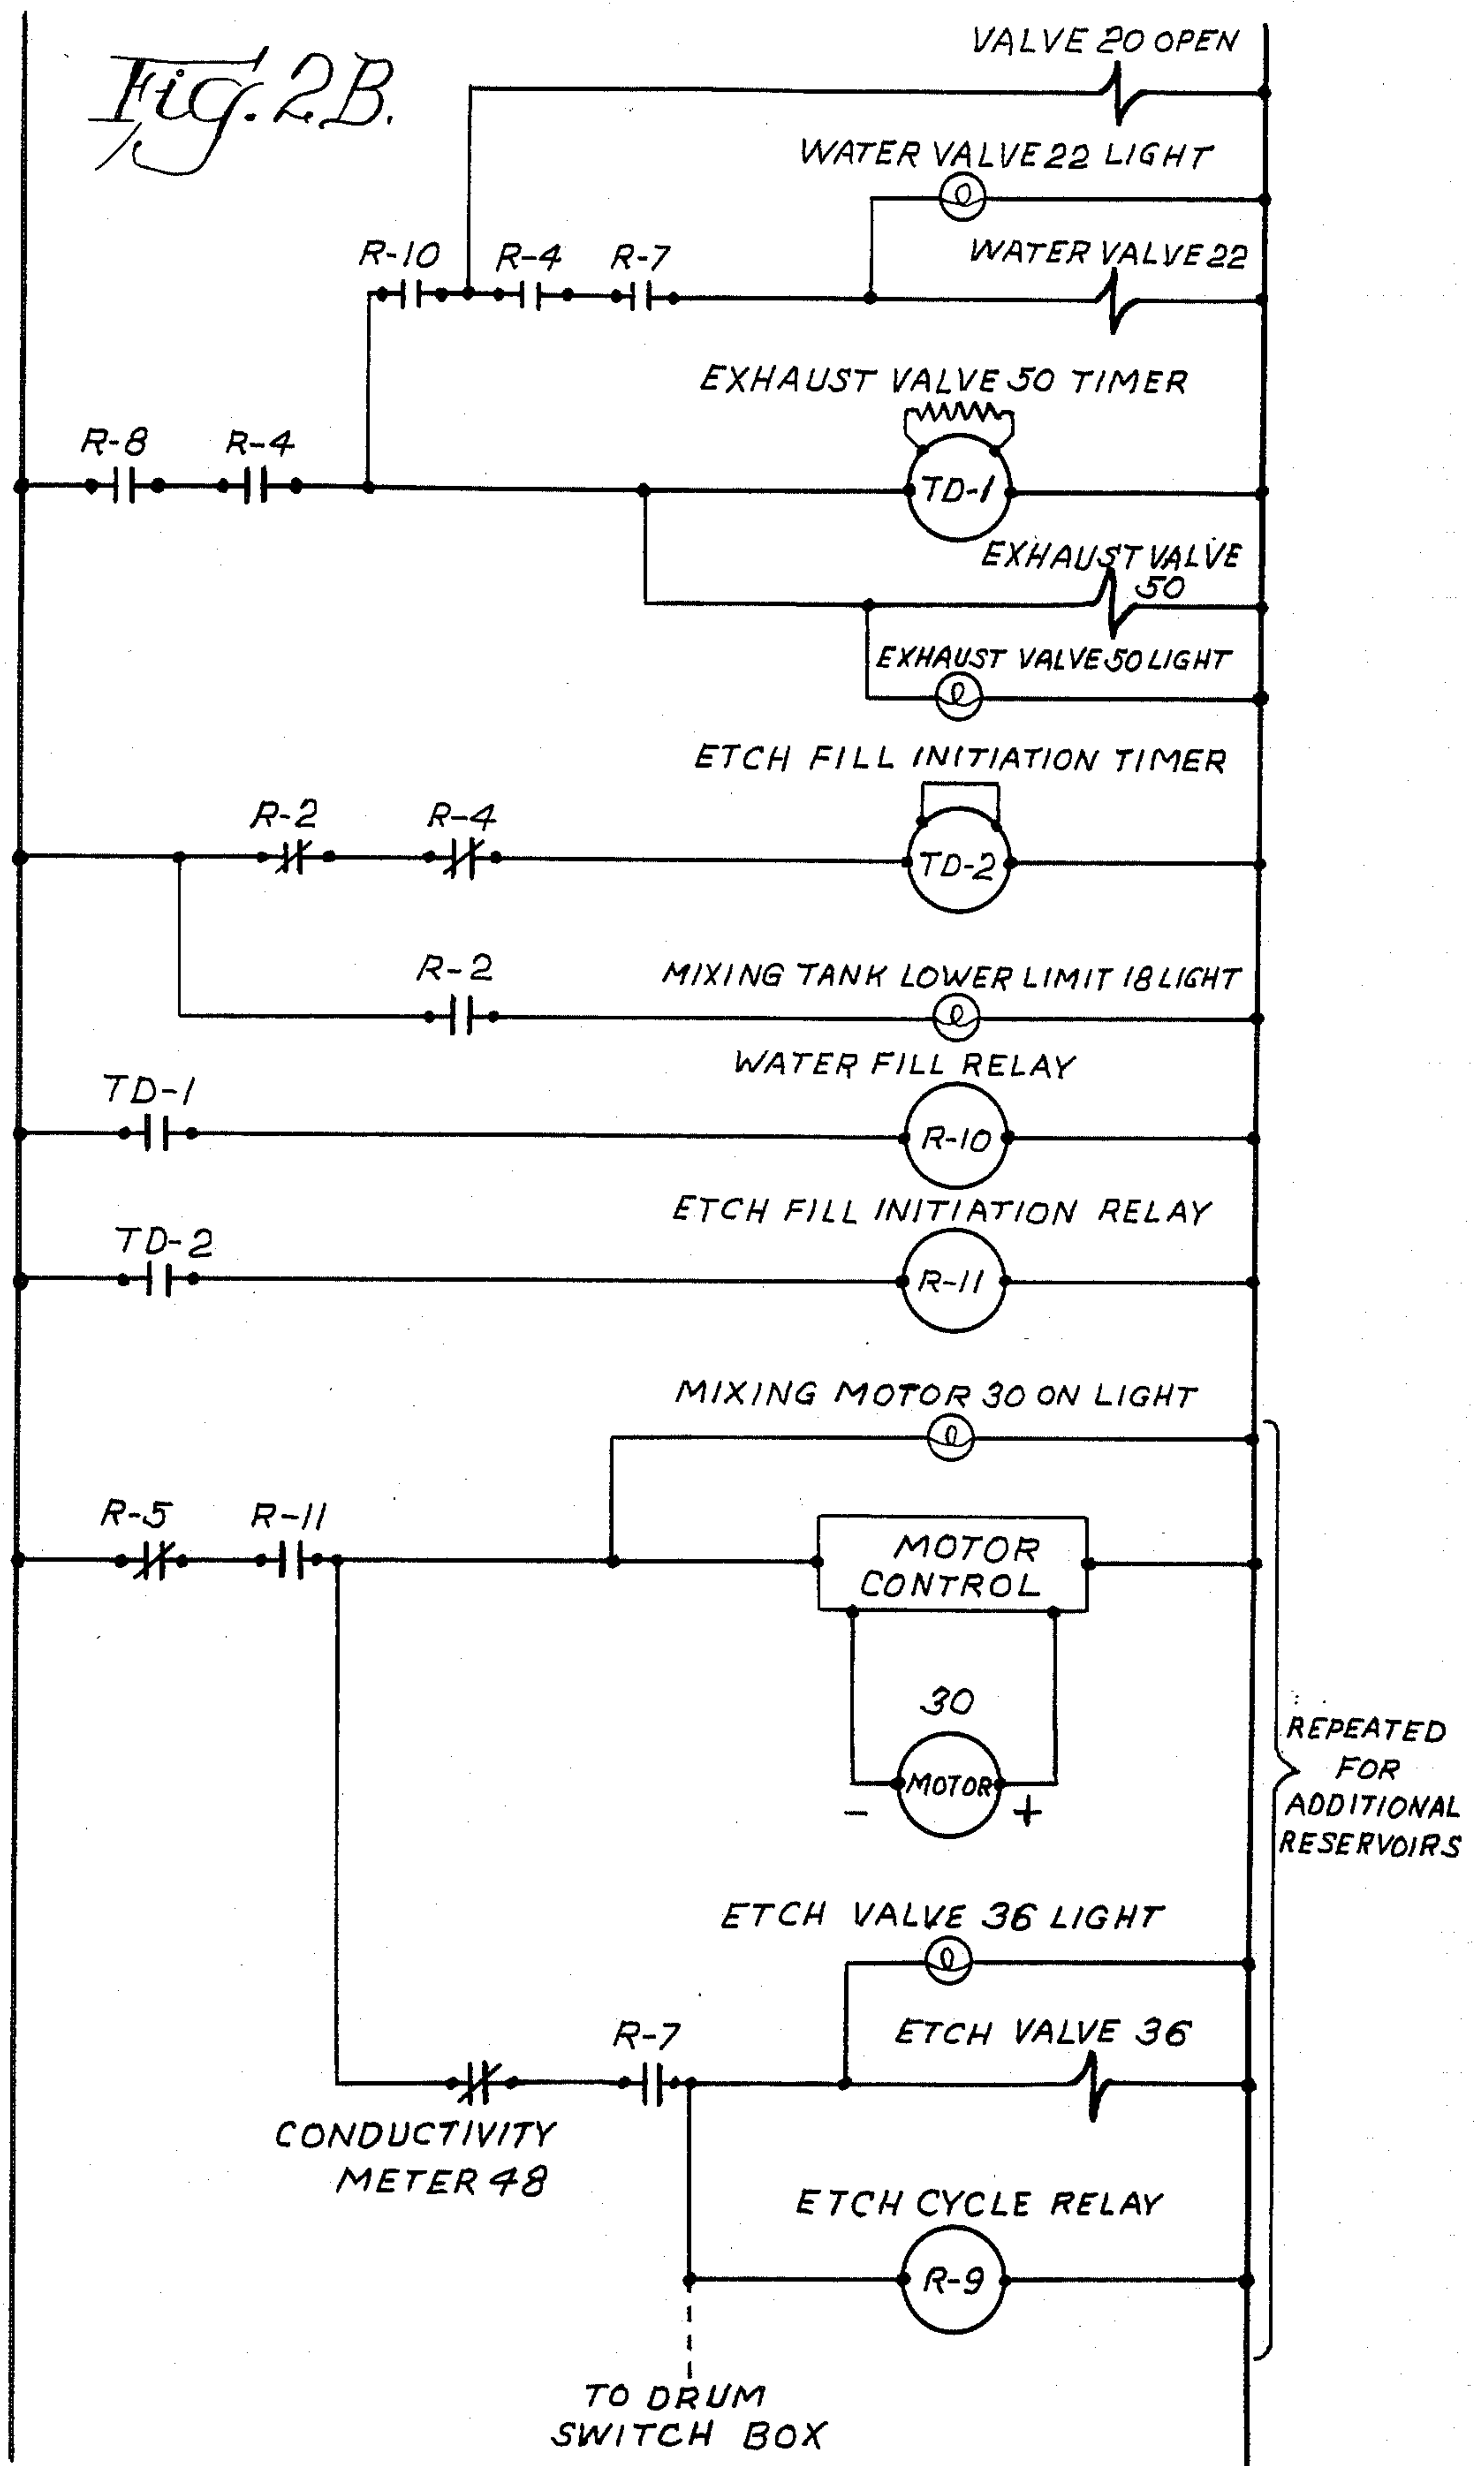 Fig. 2B.
VALVE 20 OPEN
WATER VALVE 22 LIGHT
R-10 R-4 R-7
WATER VALVE 22
EXHAUST VALVE 50 TIMER
R-8 R-4
TD-1
EXHAUST VALVE
50
EXHAUST VALVE 50 LIGHT
ETCH FILL INITIATION TIMER
R-2 R-4
TD-2
R-2
MIXING TANK LOWER LIMIT 18 LIGHT
WATER FILL RELAY
TD-1
R-10
ETCH FILL INITIATION RELAY
TD-2
R-11
MIXING MOTOR 30 ON LIGHT
R-5 R-11
MOTOR
CONTROL
30
MOTOR
- +
REPEATED
FOR
ADDITIONAL
RESERVOIRS
ETCH VALVE 36 LIGHT
R-7
ETCH VALVE 36
CONDUCTIVITY
METER 48
ETCH CYCLE RELAY
R-9
TO DRUM
SWITCH BOX